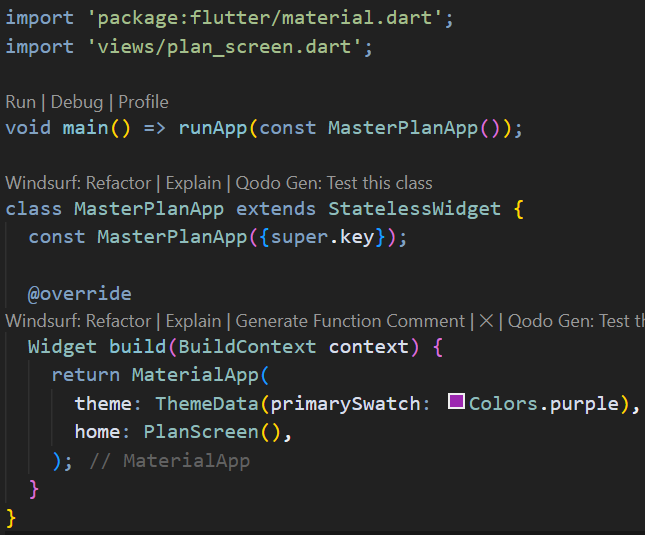 import 'package:flutter/material.dart';
import 'views/plan_screen.dart';
Run | Debug | Profile
void main() => runApp(const MasterPlanApp());
Windsurf: Refactor | Explain | Qodo Gen: Test this class
class MasterPlanApp extends StatelessWidget {
const MasterPlanApp({super.key});
@override
Windsurf: Refactor | Explain | Generate Function Comment | × | Qodo Gen: Test
Widget build(BuildContext context) {
return MaterialApp(
theme: ThemeData(primarySwatch: Colors.purple),
home: PlanScreen(),
); // MaterialApp
}
}